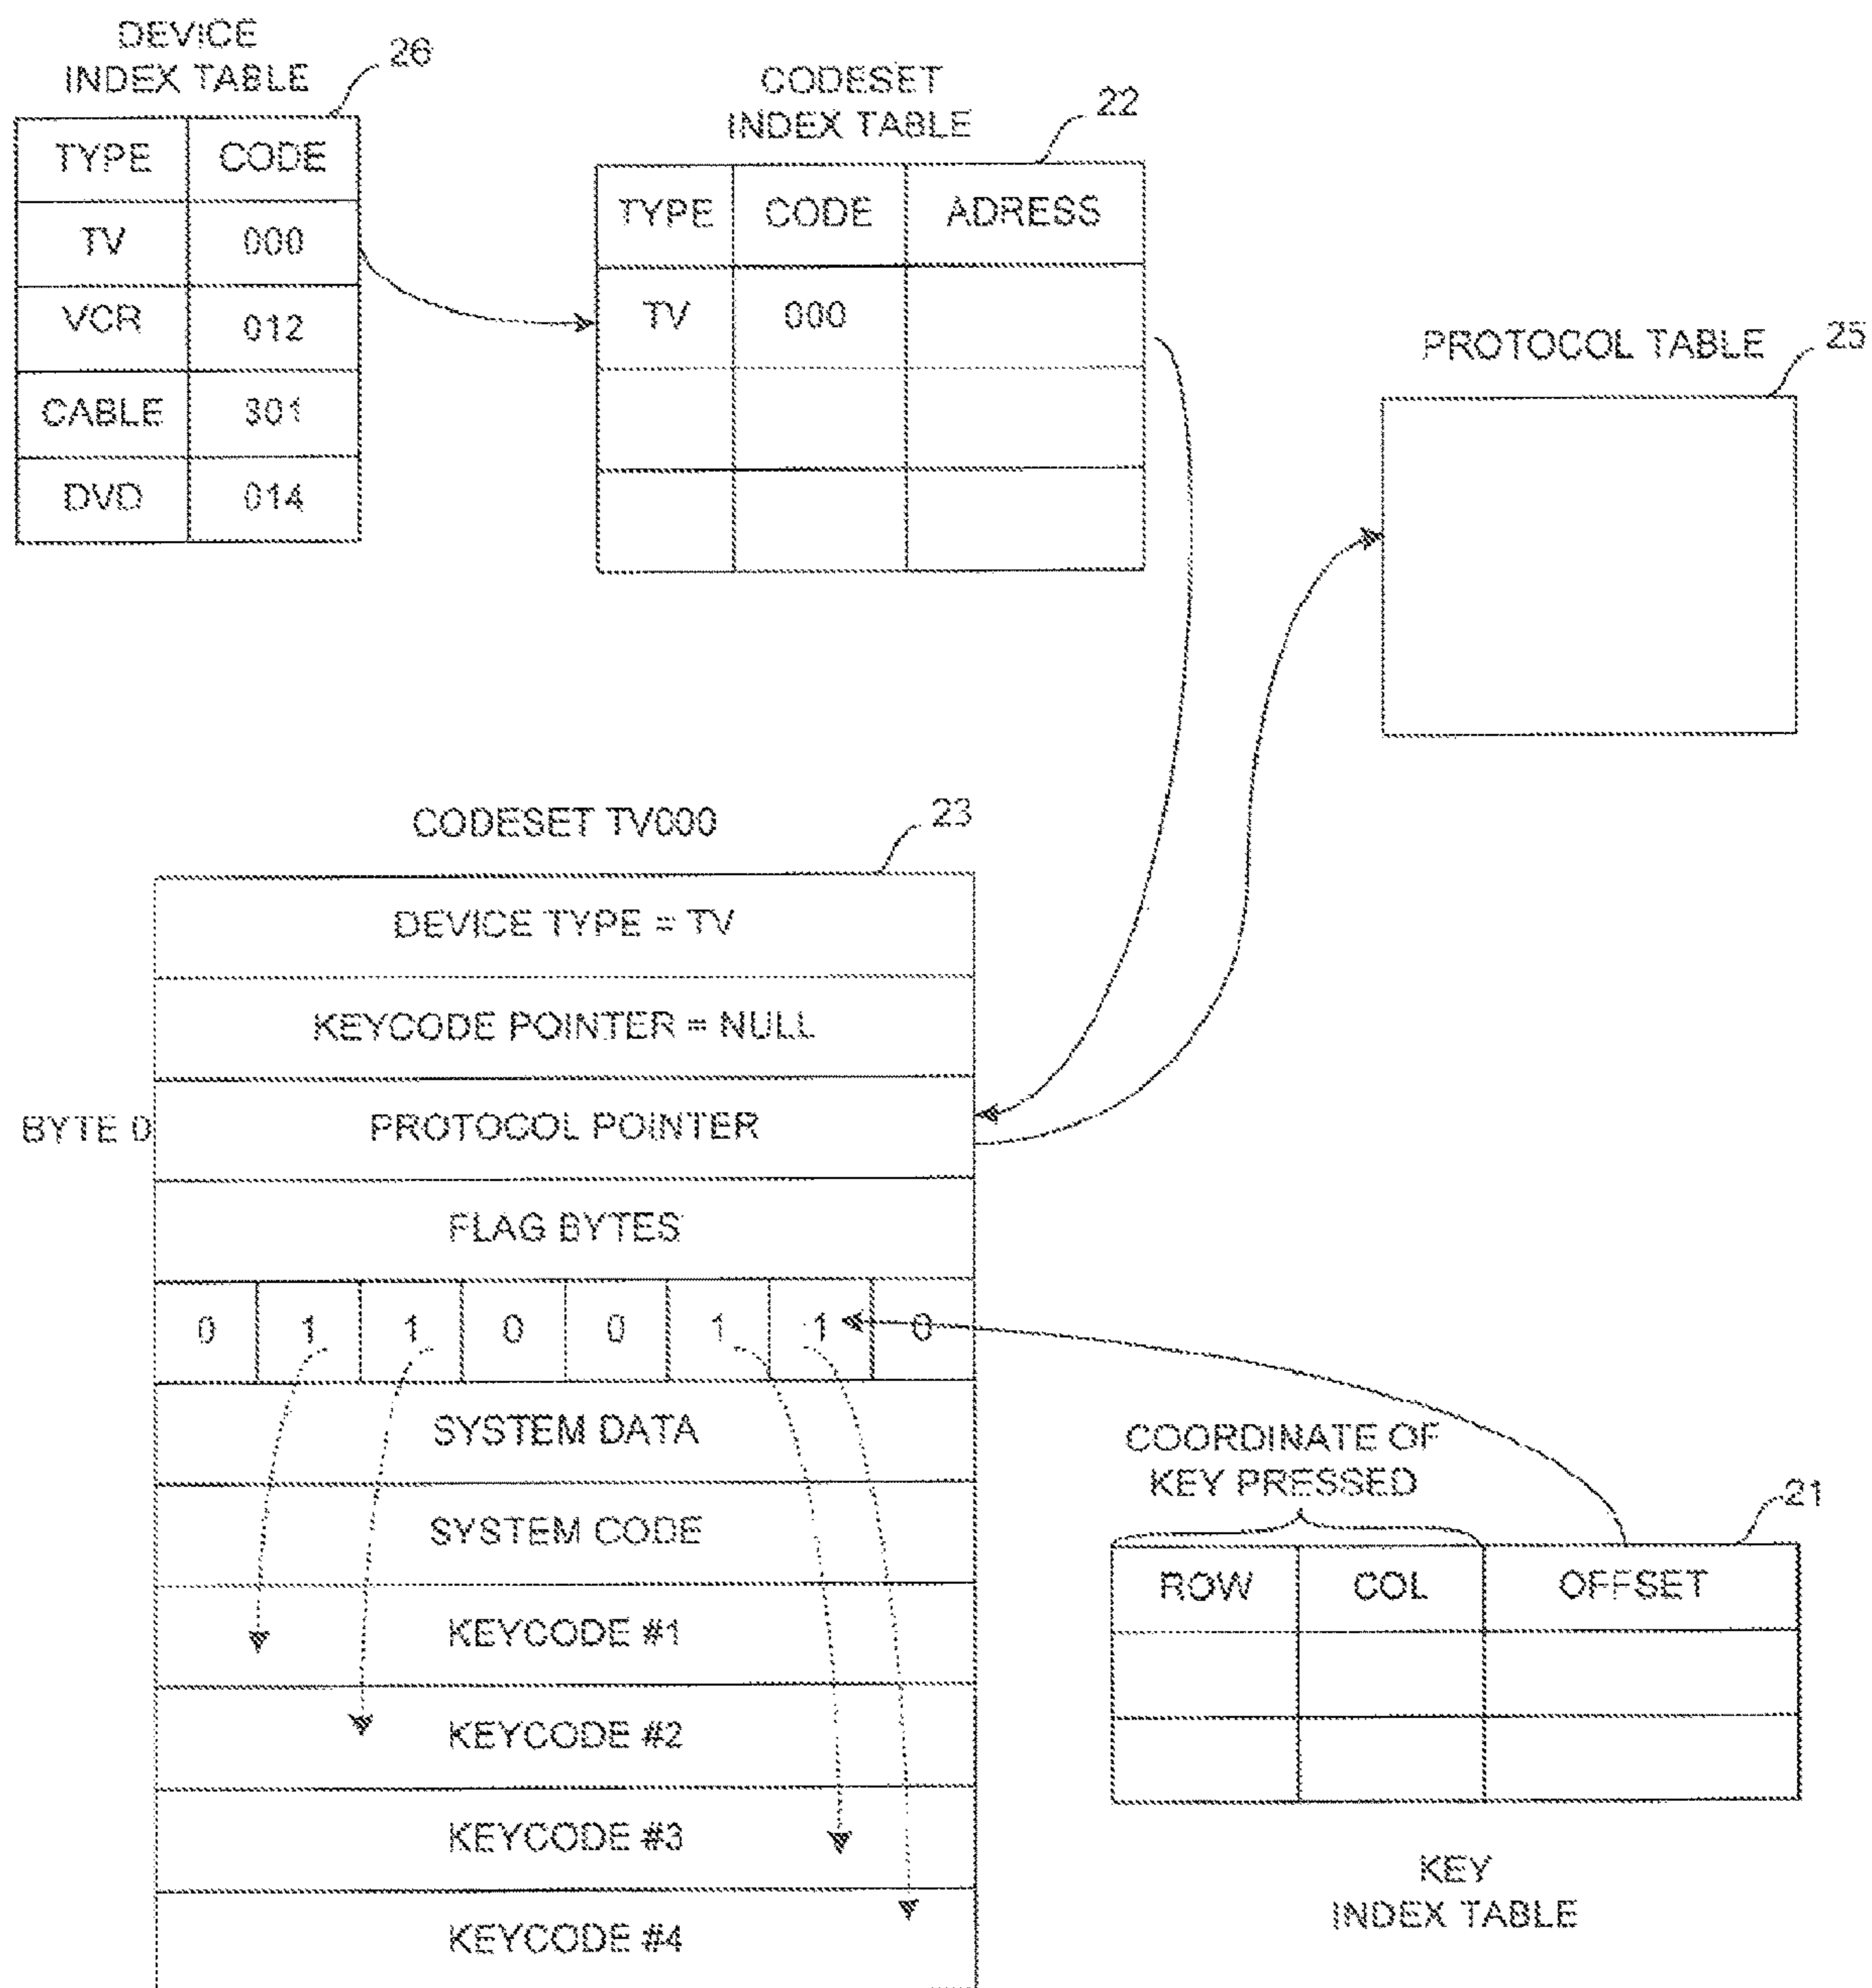 DEVICE
INDEX TABLE
26
TYPE CODE
TV 000
VCR 012
CABLE 301
DVD 014
CODESET
INDEX TABLE
22
TYPE CODE ADRESS
TV 000
PROTOCOL TABLE
25
CODESET TV000
23
DEVICE TYPE = TV
KEYCODE POINTER = NULL
BYTE 0 PROTOCOL POINTER
FLAG BYTES
0 1 1 0 0 1 1 0
SYSTEM DATA
SYSTEM CODE
KEYCODE #1
KEYCODE #2
KEYCODE #3
KEYCODE #4
COORDINATE OF
KEY PRESSED
21
ROW COL OFFSET
KEY
INDEX TABLE